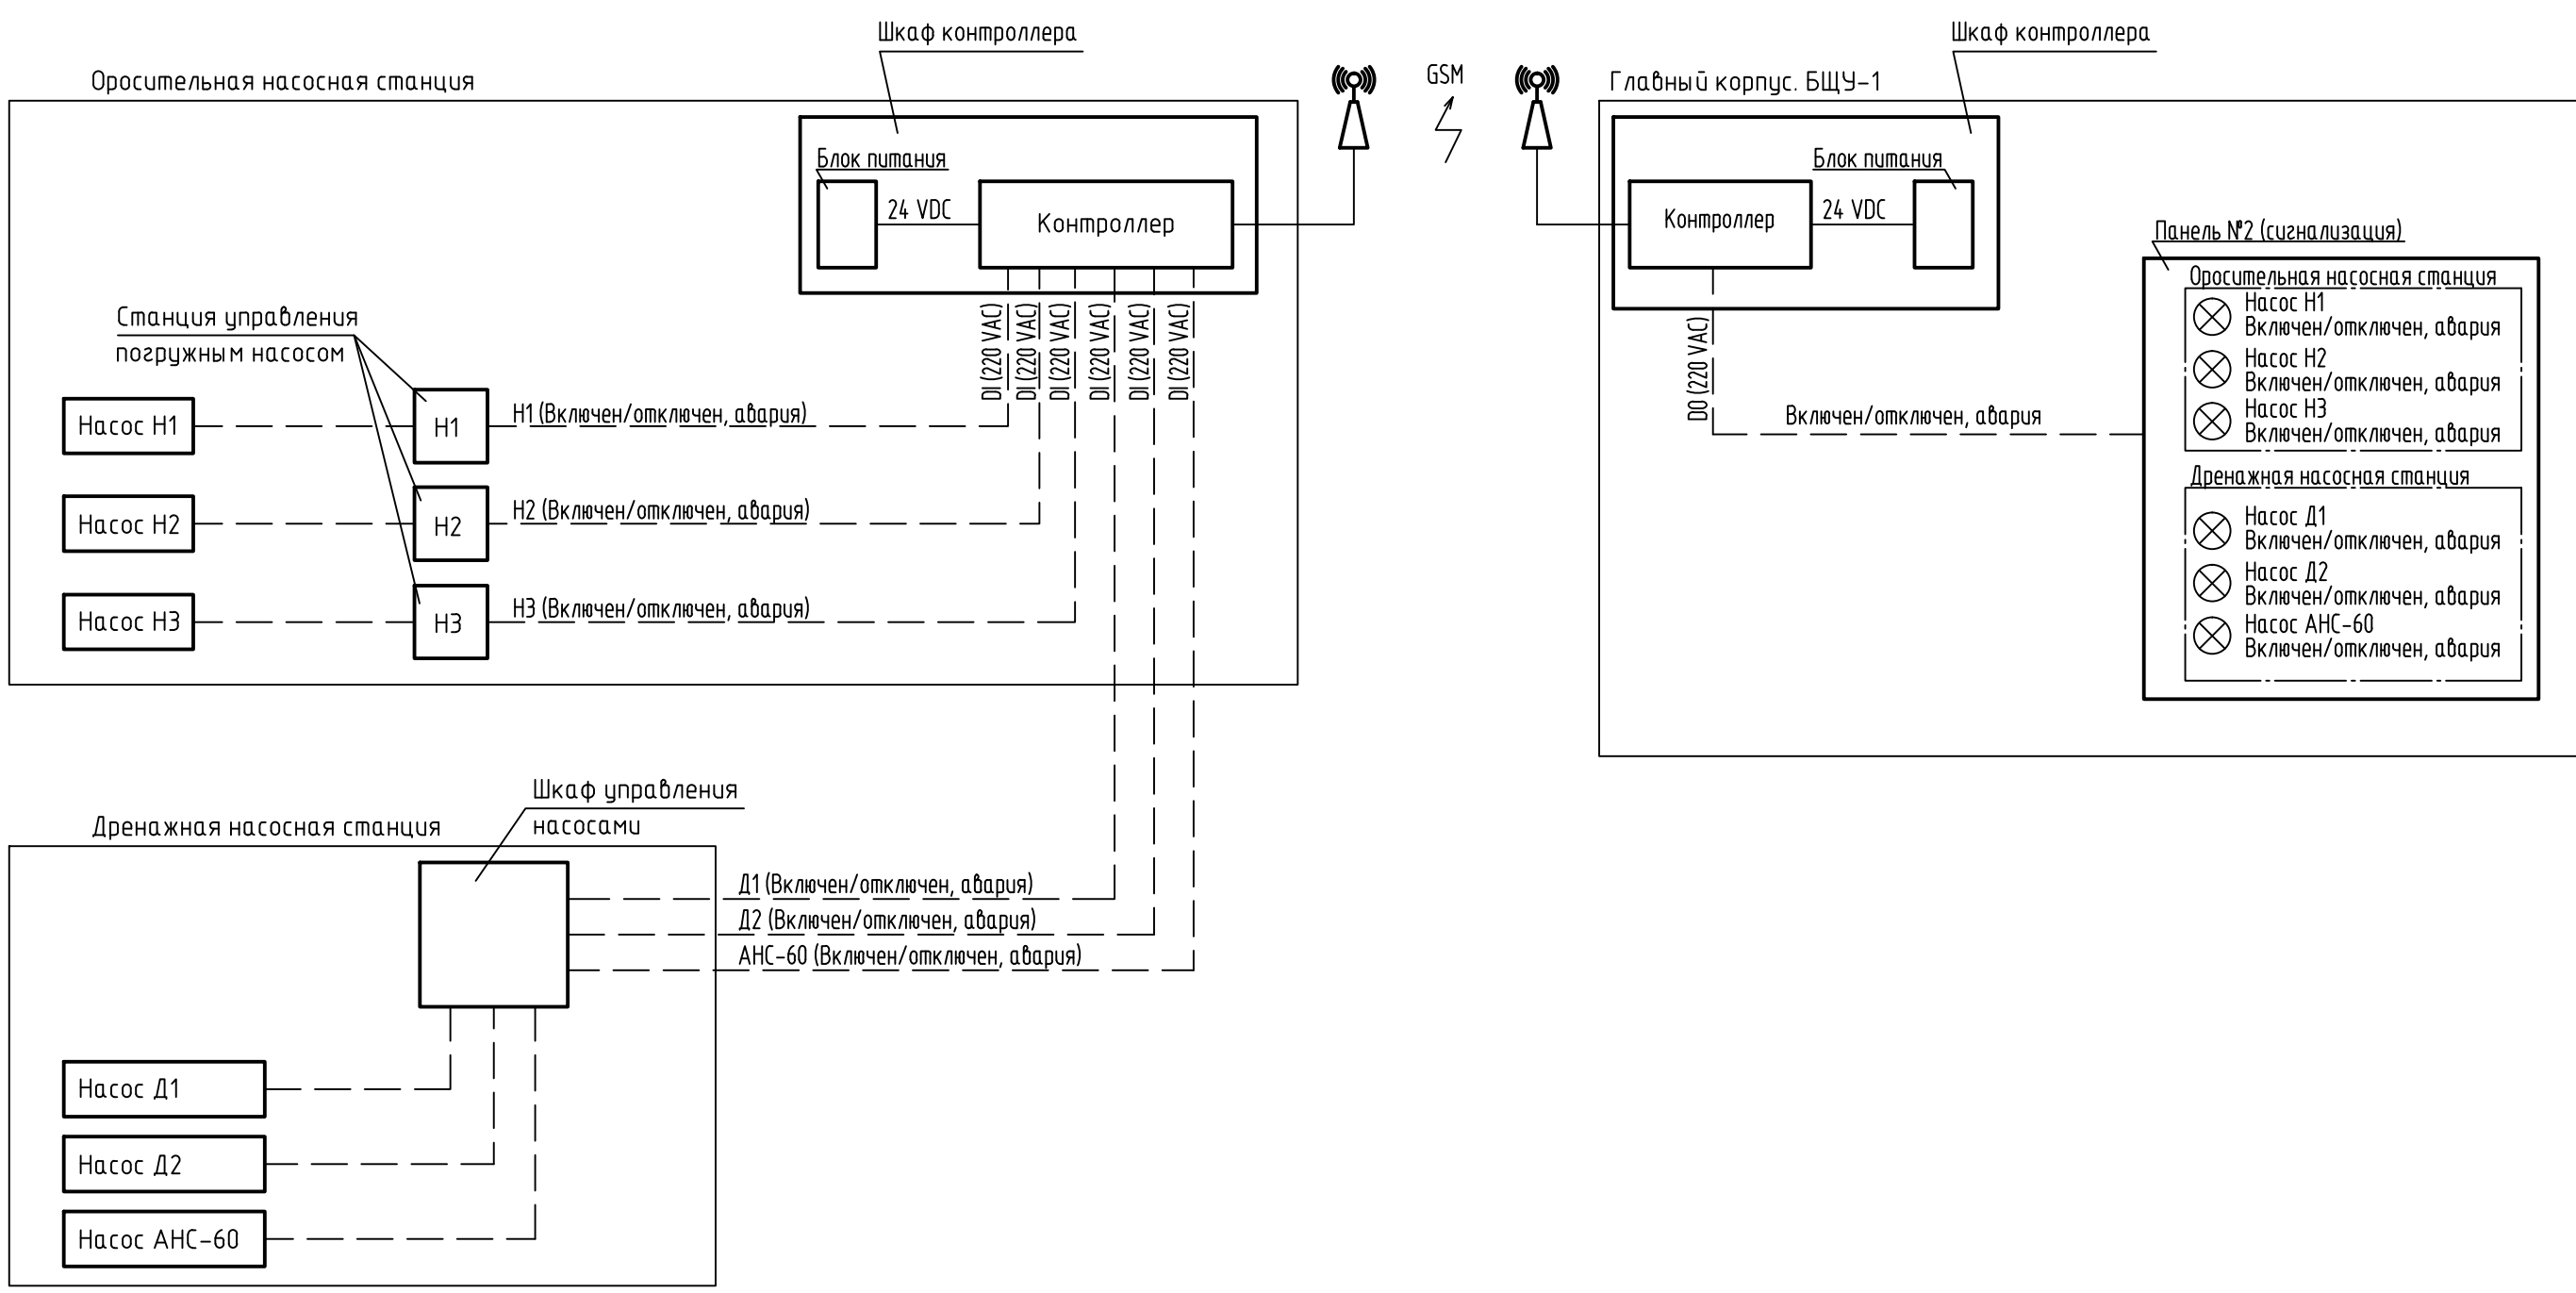 Оросительная насосная станция
Шкаф контроллера
Блок питания
24 VDC
Контроллер
GSM
Станция управления
погружным насосом
DI (220 VAC)
DI (220 VAC)
DI (220 VAC)
DI (220 VAC)
DI (220 VAC)
DI (220 VAC)
Насос Н1
Н1
Н1 (Включен/отключен, авария)
Насос Н2
Н2
Н2 (Включен/отключен, авария)
Насос Н3
Н3
Н3 (Включен/отключен, авария)
Главный корпус. БЩУ-1
Шкаф контроллера
Контроллер
24 VDC
Блок питания
DO (220 VAC)
Включен/отключен, авария
Панель №2 (сигнализация)
Оросительная насосная станция
Насос Н1
Включен/отключен, авария
Насос Н2
Включен/отключен, авария
Насос Н3
Включен/отключен, авария
Дренажная насосная станция
Насос Д1
Включен/отключен, авария
Насос Д2
Включен/отключен, авария
Насос АНС-60
Включен/отключен, авария
Дренажная насосная станция
Шкаф управления
насосами
Д1 (Включен/отключен, авария)
Д2 (Включен/отключен, авария)
АНС-60 (Включен/отключен, авария)
Насос Д1
Насос Д2
Насос АНС-60